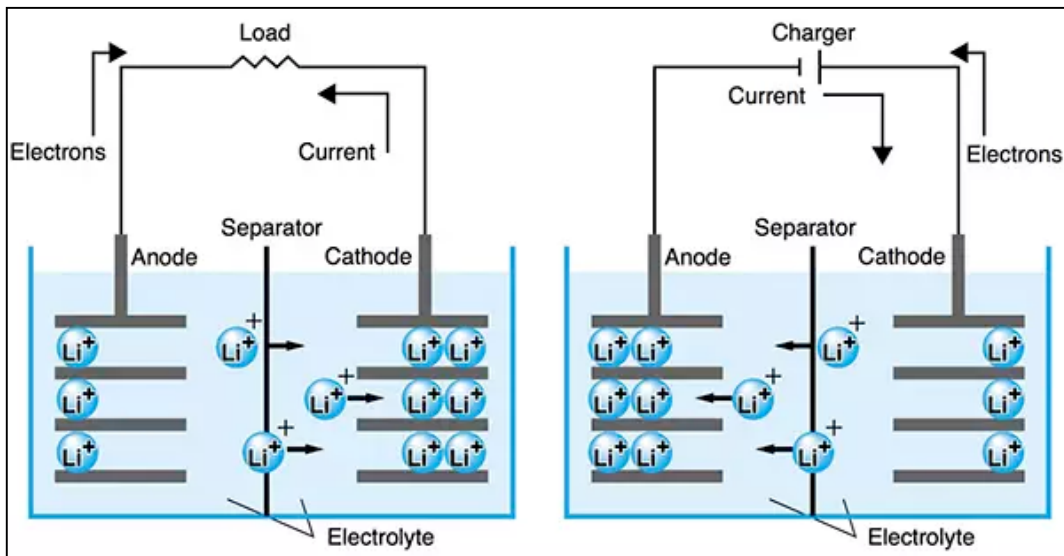 Load
Electrons
Current
Separator
Anode
Cathode
Li+ +
Li+
Li+ Li+
Li+
Li+ +
Li+ Li+
Li+
Li+ +
Li+ Li+
Electrolyte
Charger
Current
Electrons
Separator
Anode
Cathode
Li+ Li+
Li+ +
Li+
Li+ Li+
Li+ +
Li+
Li+ Li+
Li+ +
Li+
Electrolyte